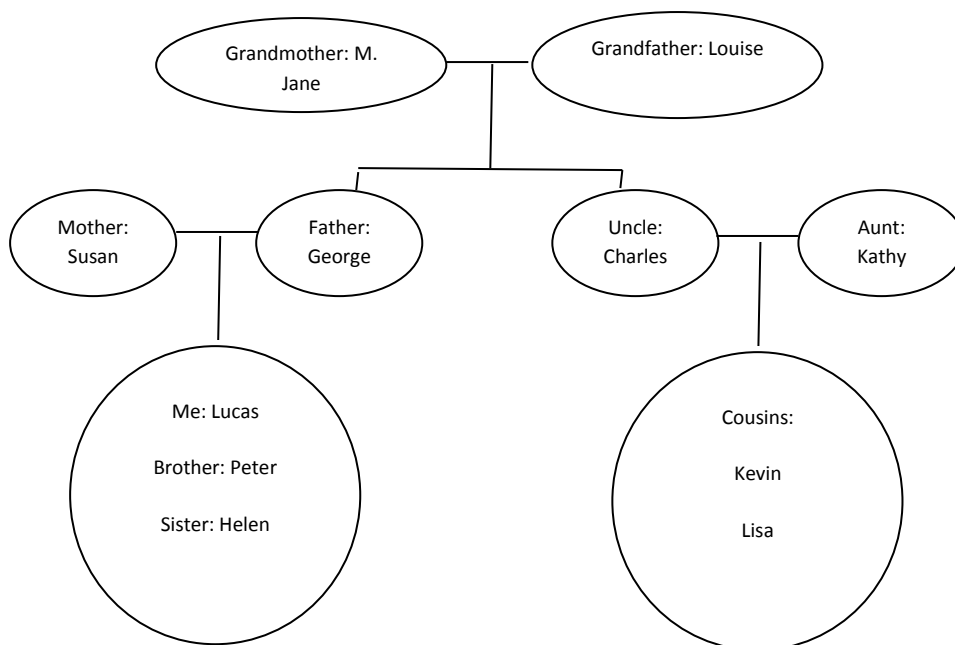 Grandmother: M.
Jane
Grandfather: Louise
Mother:
Susan
Father:
George
Uncle:
Charles
Aunt:
Kathy
Me: Lucas
Brother: Peter
Sister: Helen
Cousins:
Kevin
Lisa